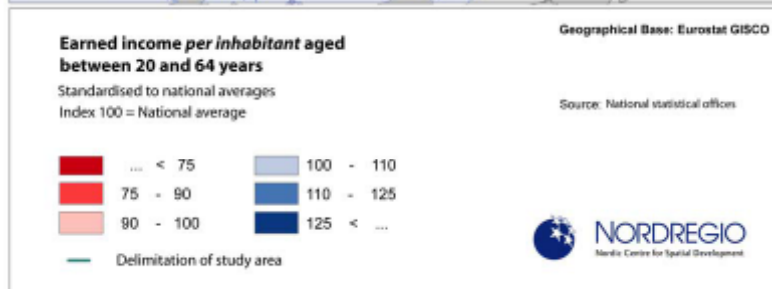 Earned income per inhabitant aged
between 20 and 64 years
Standardised to national averages
Index 100 = National average
... < 75
75 - 90
90 - 100
100 - 110
110 - 125
125 < ...
Delimitation of study area
Geographical Base: Eurostat GISCO
Source: National statistical offices
NORDREGIO
Nordic Centre for Spatial Development